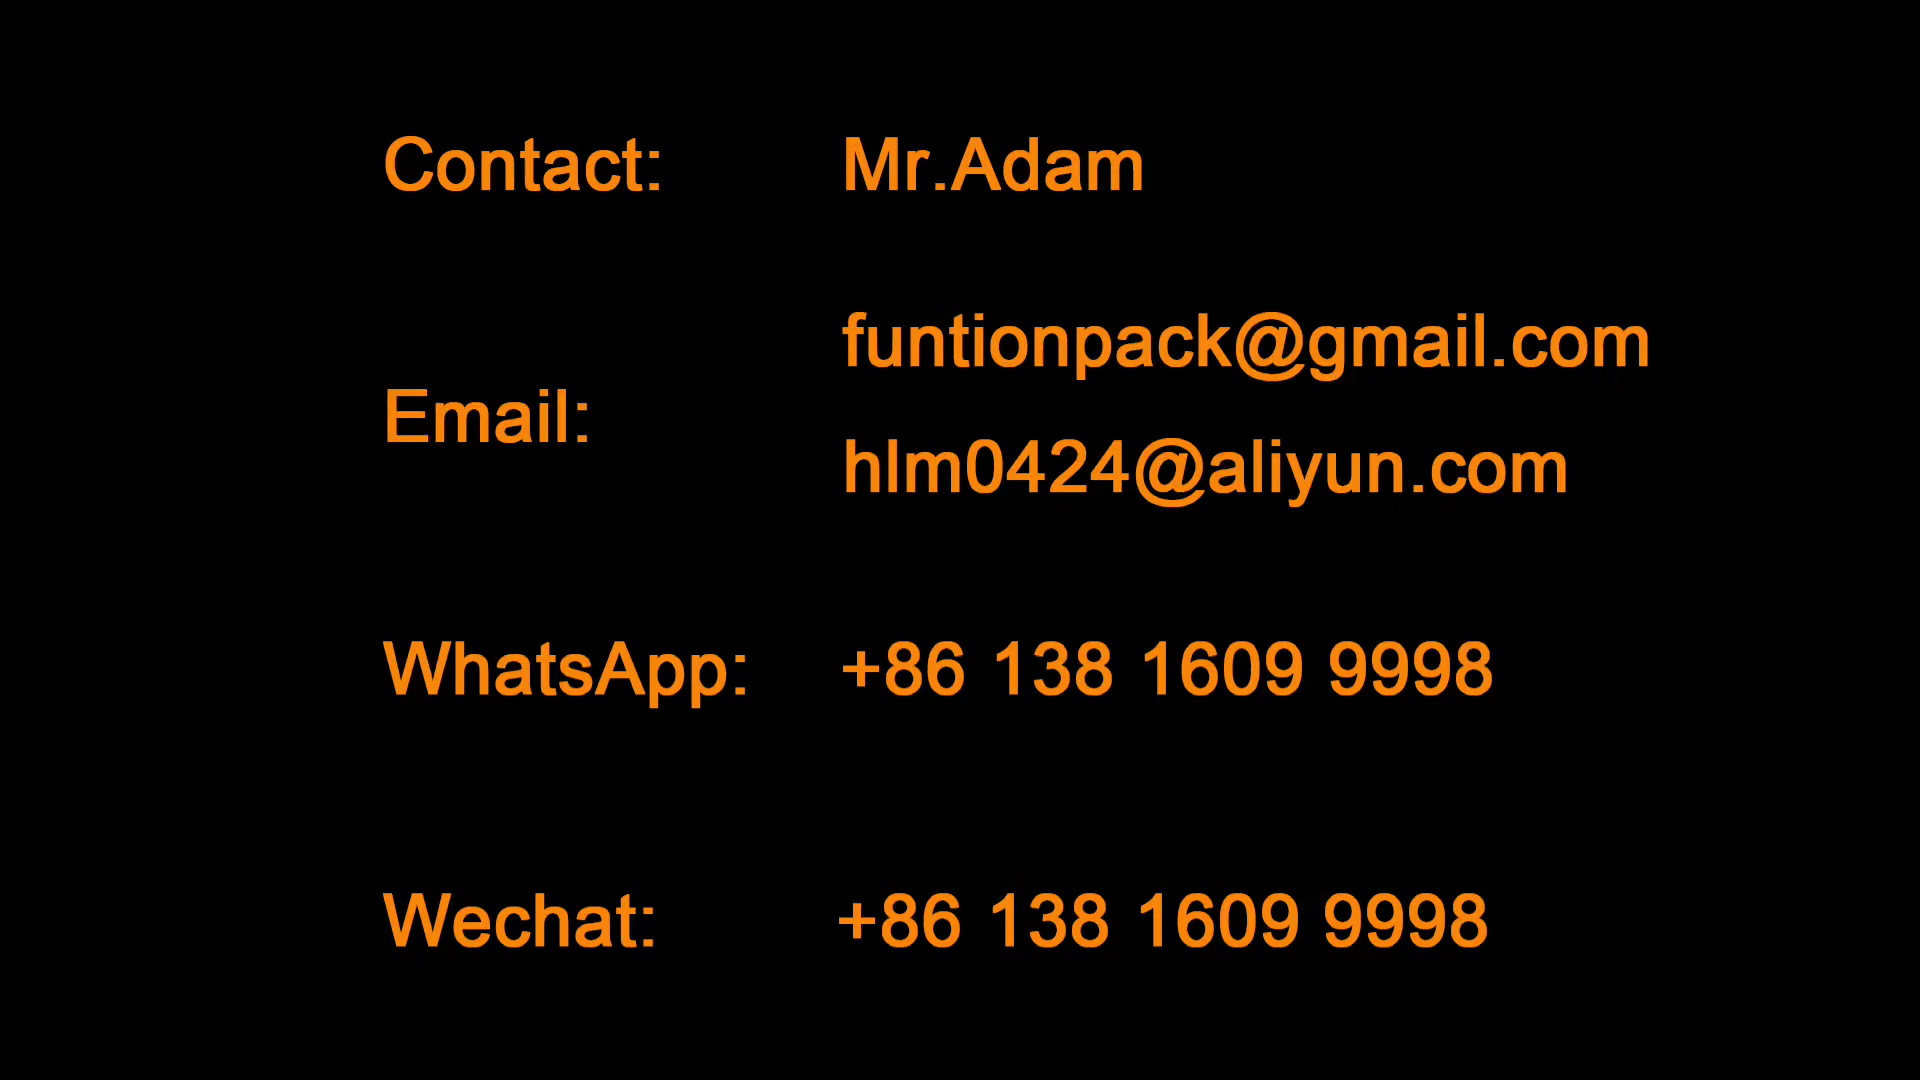 Contact: Mr.Adam
funtionpack@gmail.com
Email:
hlm0424@aliyun.com
WhatsApp: +86 138 1609 9998
Wechat: +86 138 1609 9998